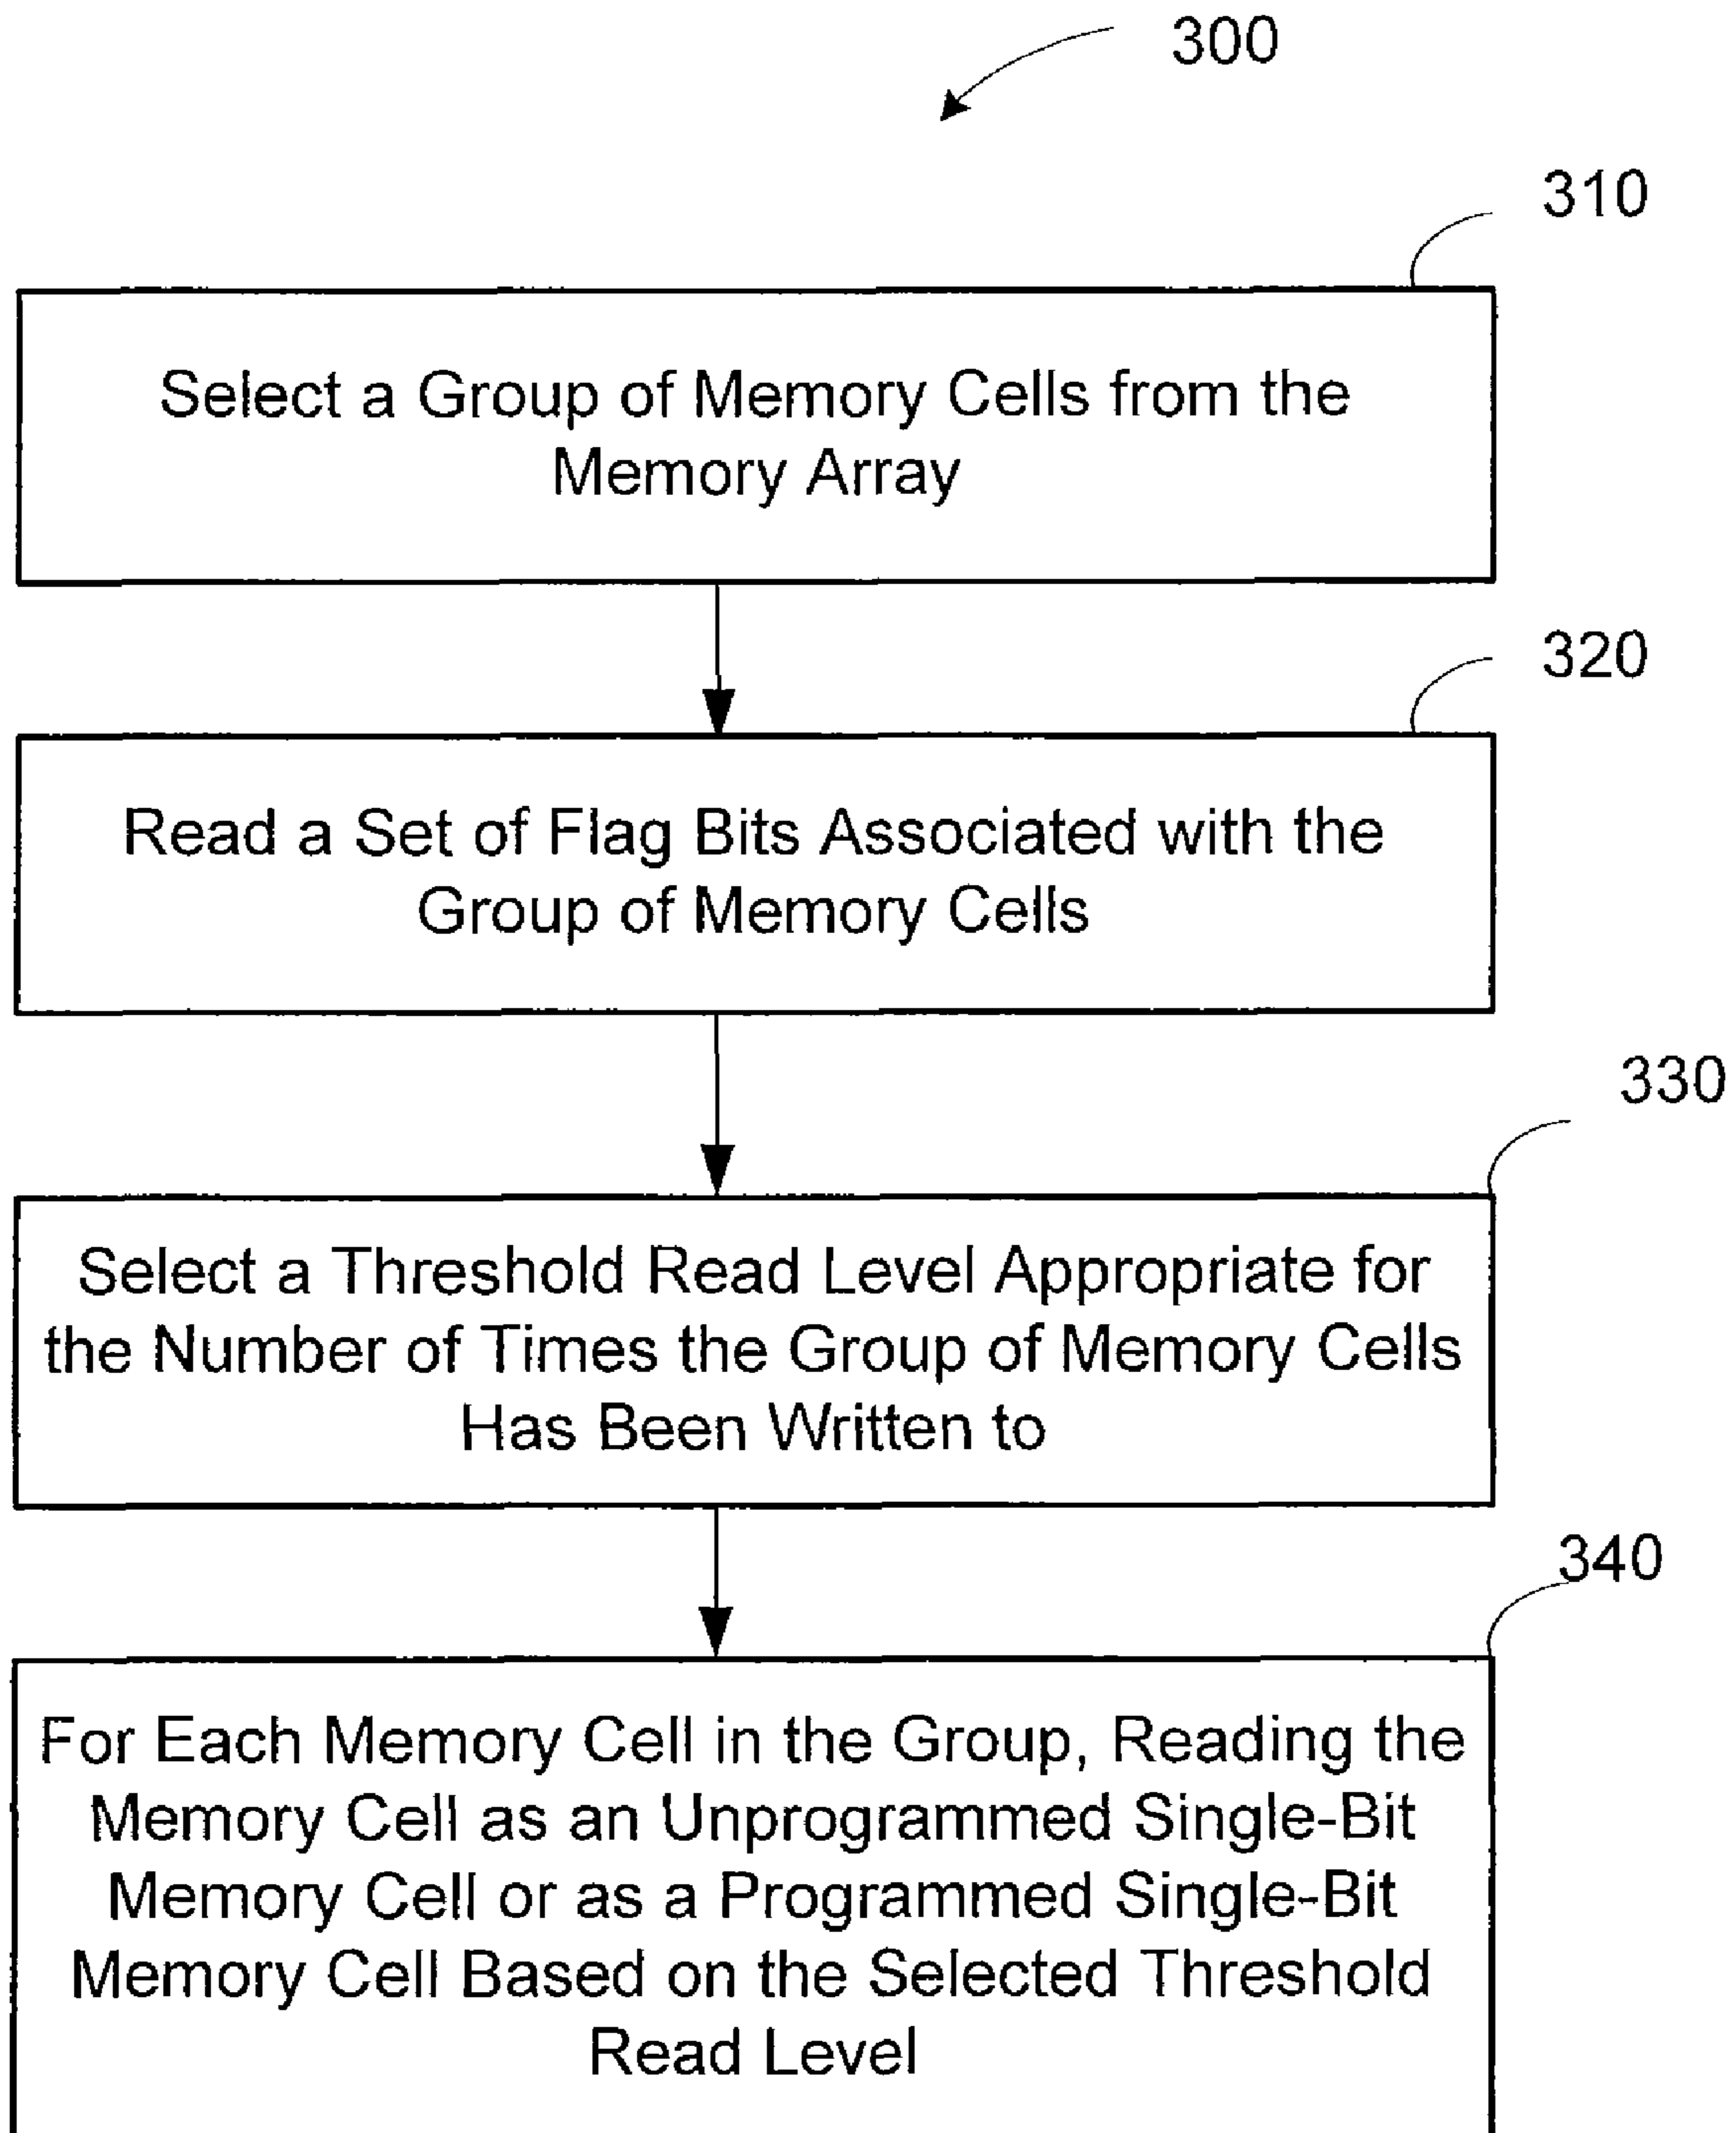 300
310
Select a Group of Memory Cells from the
Memory Array
320
Read a Set of Flag Bits Associated with the
Group of Memory Cells
330
Select a Threshold Read Level Appropriate for
the Number of Times the Group of Memory Cells
Has Been Written to
340
For Each Memory Cell in the Group, Reading the
Memory Cell as an Unprogrammed Single-Bit
Memory Cell or as a Programmed Single-Bit
Memory Cell Based on the Selected Threshold
Read Level